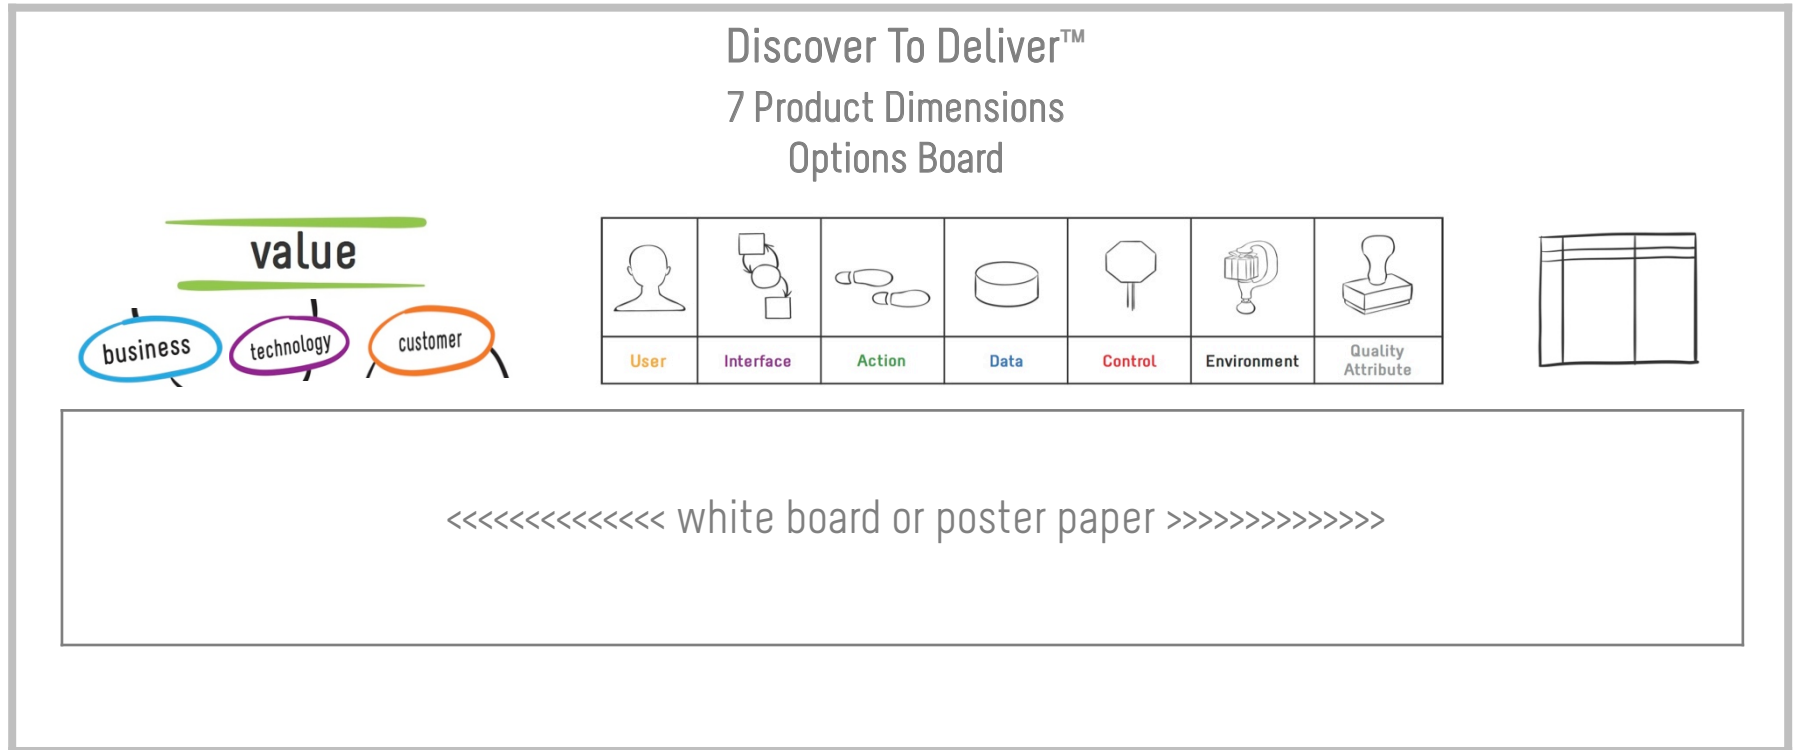 Discover To Deliver™
7 Product Dimensions
Options Board
value
business
technology
customer
User
Interface
Action
Data
Control
Environment
Quality
Attribute
<<<<<<<<<<<<<< white board or poster paper >>>>>>>>>>>>>>